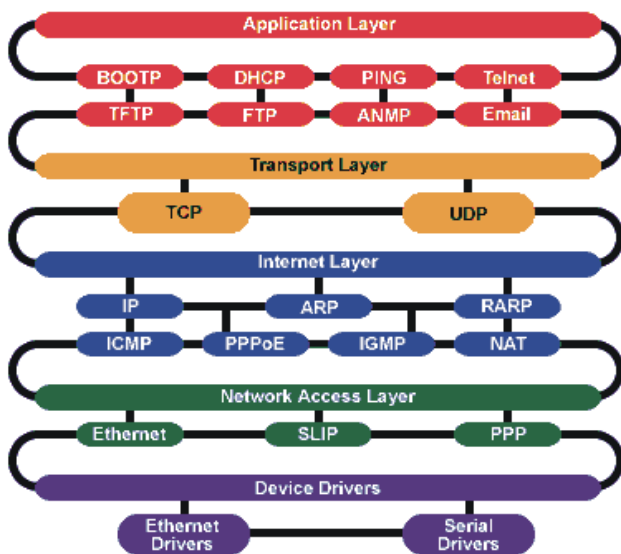 Application Layer
BOOTP DHCP PING Telnet
TFTP FTP ANMP Email
Transport Layer
TCP UDP
Internet Layer
IP ARP RARP
ICMP PPPoE IGMP NAT
Network Access Layer
Ethernet SLIP PPP
Device Drivers
Ethernet Drivers
Serial Drivers